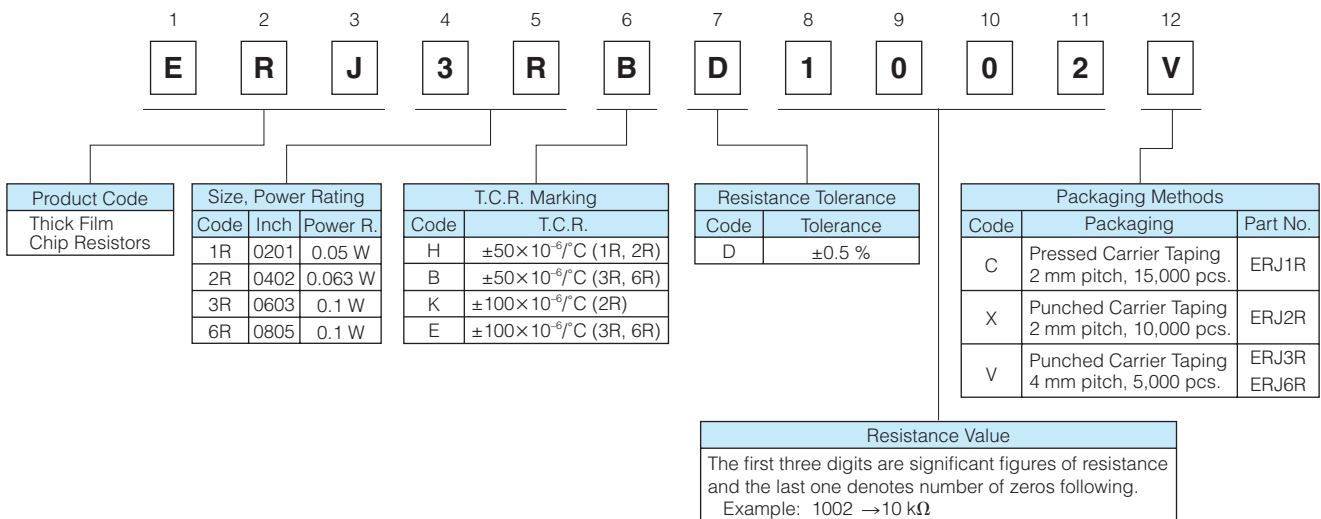 1 2 3 4 5 6 7 8 9 10 11 12
E R J 3 R B D 1 0 0 2 V
Product Code
Thick Film
Chip Resistors
Size, Power Rating
Code Inch Power R.
1R 0201 0.05 W
2R 0402 0.063 W
3R 0603 0.1 W
6R 0805 0.1 W
T.C.R. Marking
Code T.C.R.
H ±50×10⁻⁶/°C (1R, 2R)
B ±50×10⁻⁶/°C (3R, 6R)
K ±100×10⁻⁶/°C (2R)
E ±100×10⁻⁶/°C (3R, 6R)
Resistance Tolerance
Code Tolerance
D ±0.5 %
Packaging Methods
Code Packaging Part No.
C Pressed Carrier Taping
2 mm pitch, 15,000 pcs. ERJ1R
X Punched Carrier Taping
2 mm pitch, 10,000 pcs. ERJ2R
V Punched Carrier Taping
4 mm pitch, 5,000 pcs. ERJ3R
ERJ6R
Resistance Value
The first three digits are significant figures of resistance
and the last one denotes number of zeros following.
Example: 1002 →10 kΩ